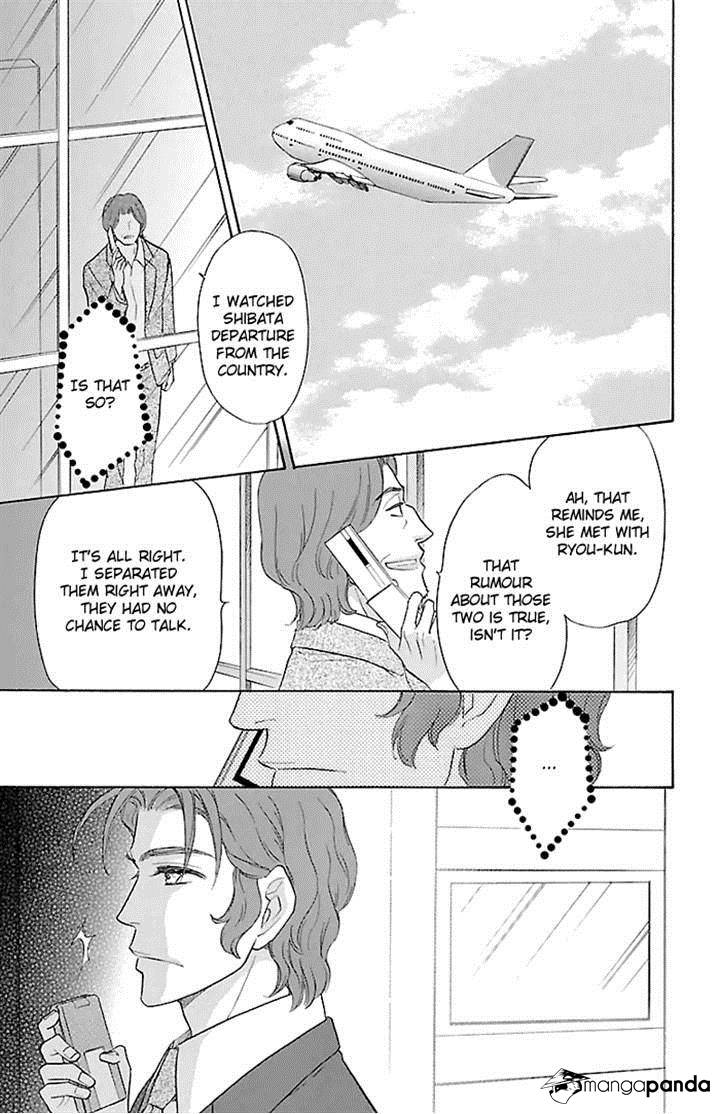 I WATCHED
SHIBATA
DEPARTURE
FROM THE
COUNTRY.
IS THAT
SO?
AH, THAT
REMINDS ME,
SHE MET WITH
RYOU-KUN.
THAT
RUMOUR
ABOUT THOSE
TWO IS TRUE,
ISN'T IT?
IT'S ALL RIGHT.
I SEPARATED
THEM RIGHT AWAY,
THEY HAD NO
CHANCE TO TALK.
...
mangapanda